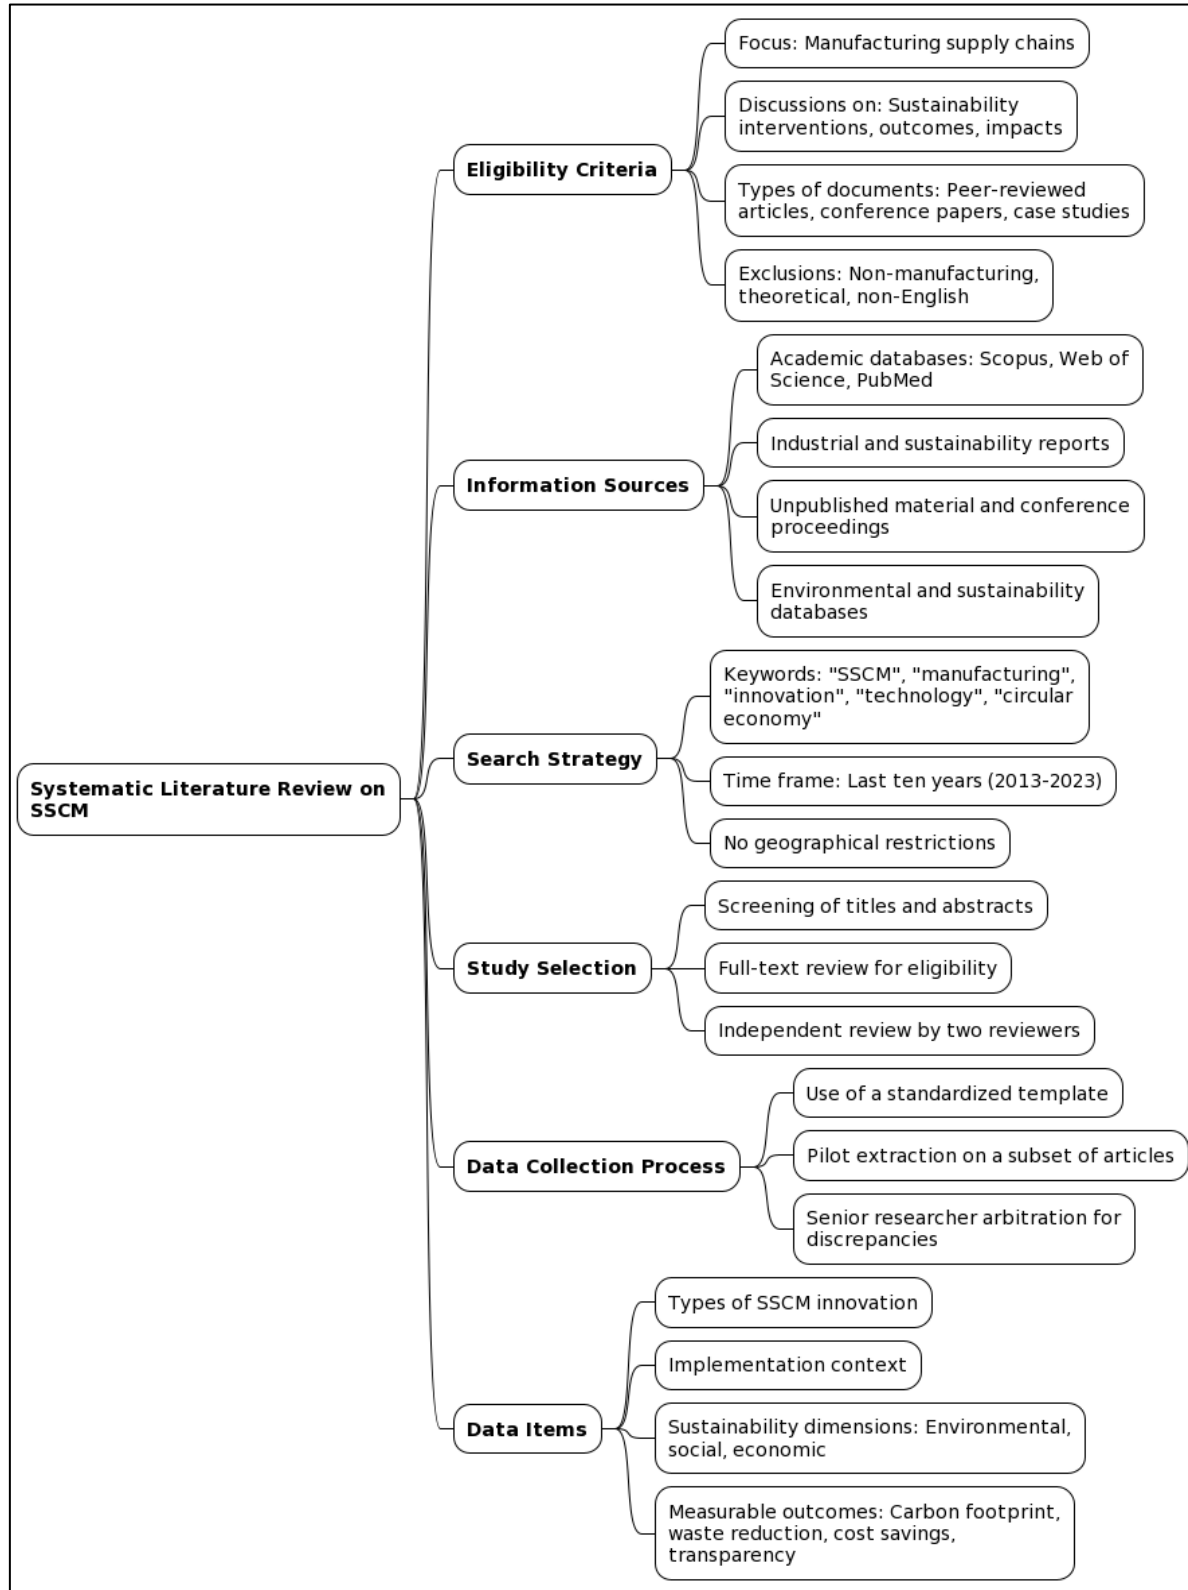 Systematic Literature Review on
SSCM
Eligibility Criteria
Focus: Manufacturing supply chains
Discussions on: Sustainability
interventions, outcomes, impacts
Types of documents: Peer-reviewed
articles, conference papers, case studies
Exclusions: Non-manufacturing,
theoretical, non-English
Information Sources
Academic databases: Scopus, Web of
Science, PubMed
Industrial and sustainability reports
Unpublished material and conference
proceedings
Environmental and sustainability
databases
Search Strategy
Keywords: "SSCM", "manufacturing",
"innovation", "technology", "circular
economy"
Time frame: Last ten years (2013-2023)
No geographical restrictions
Study Selection
Screening of titles and abstracts
Full-text review for eligibility
Independent review by two reviewers
Data Collection Process
Use of a standardized template
Pilot extraction on a subset of articles
Senior researcher arbitration for
discrepancies
Data Items
Types of SSCM innovation
Implementation context
Sustainability dimensions: Environmental,
social, economic
Measurable outcomes: Carbon footprint,
waste reduction, cost savings,
transparency